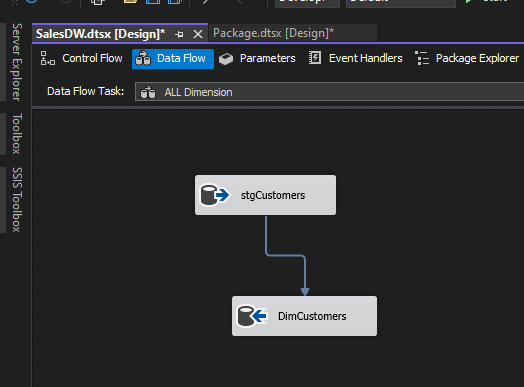 SalesDW.dtsx [Design]* Package.dtsx [Design]*
Control Flow Data Flow Parameters Event Handlers Package Explorer
Data Flow Task: ALL Dimension
Server Explorer
Toolbox
SSIS Toolbox
stgCustomers
DimCustomers